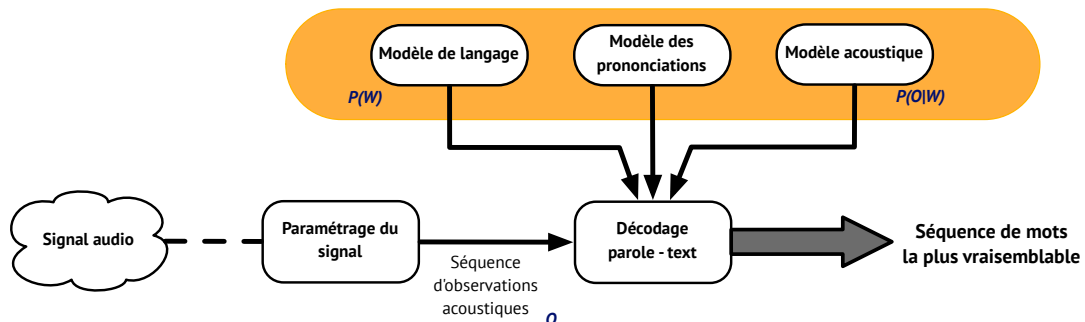 Modèle de langage
Modèle des
prononciations
Modèle acoustique
P(W)
P(O|W)
Signal audio
Paramétrage du
signal
Séquence
d'observations
acoustiques
O
Décodage
parole - text
Séquence de mots
la plus vraisemblable